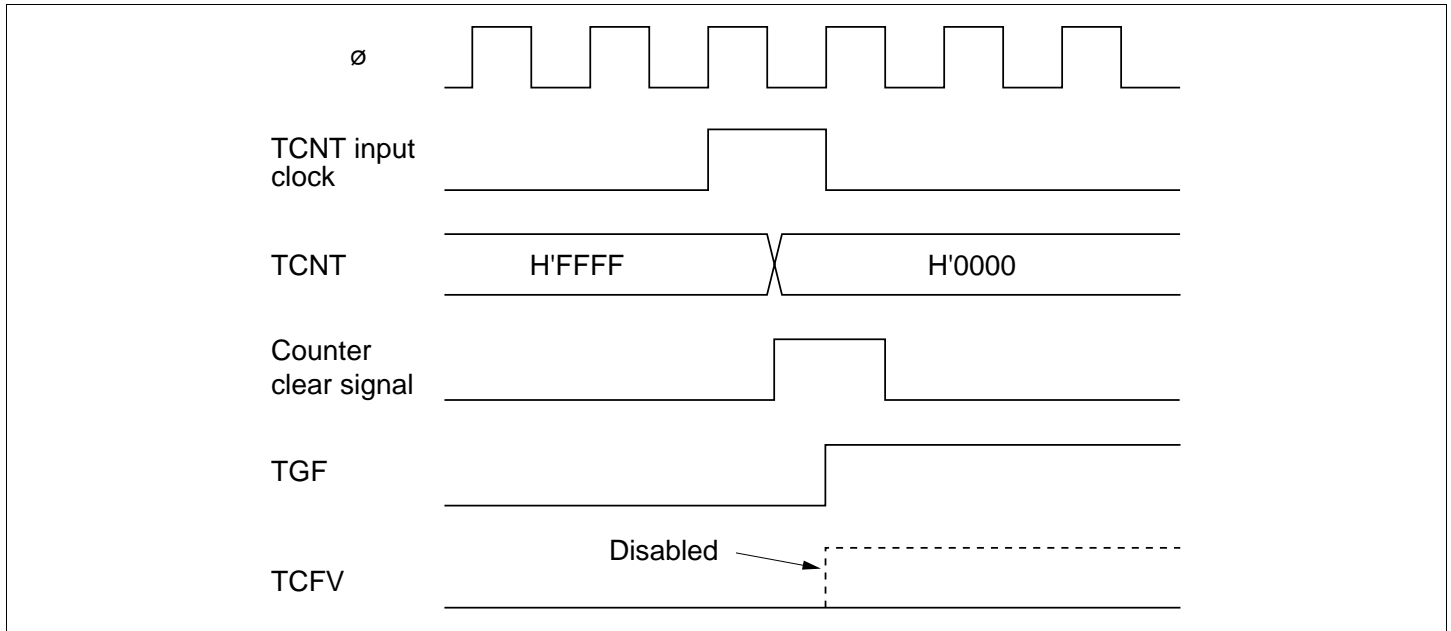 ø
TCNT input
clock
TCNT
H'FFFF
H'0000
Counter
clear signal
TGF
Disabled
TCFV